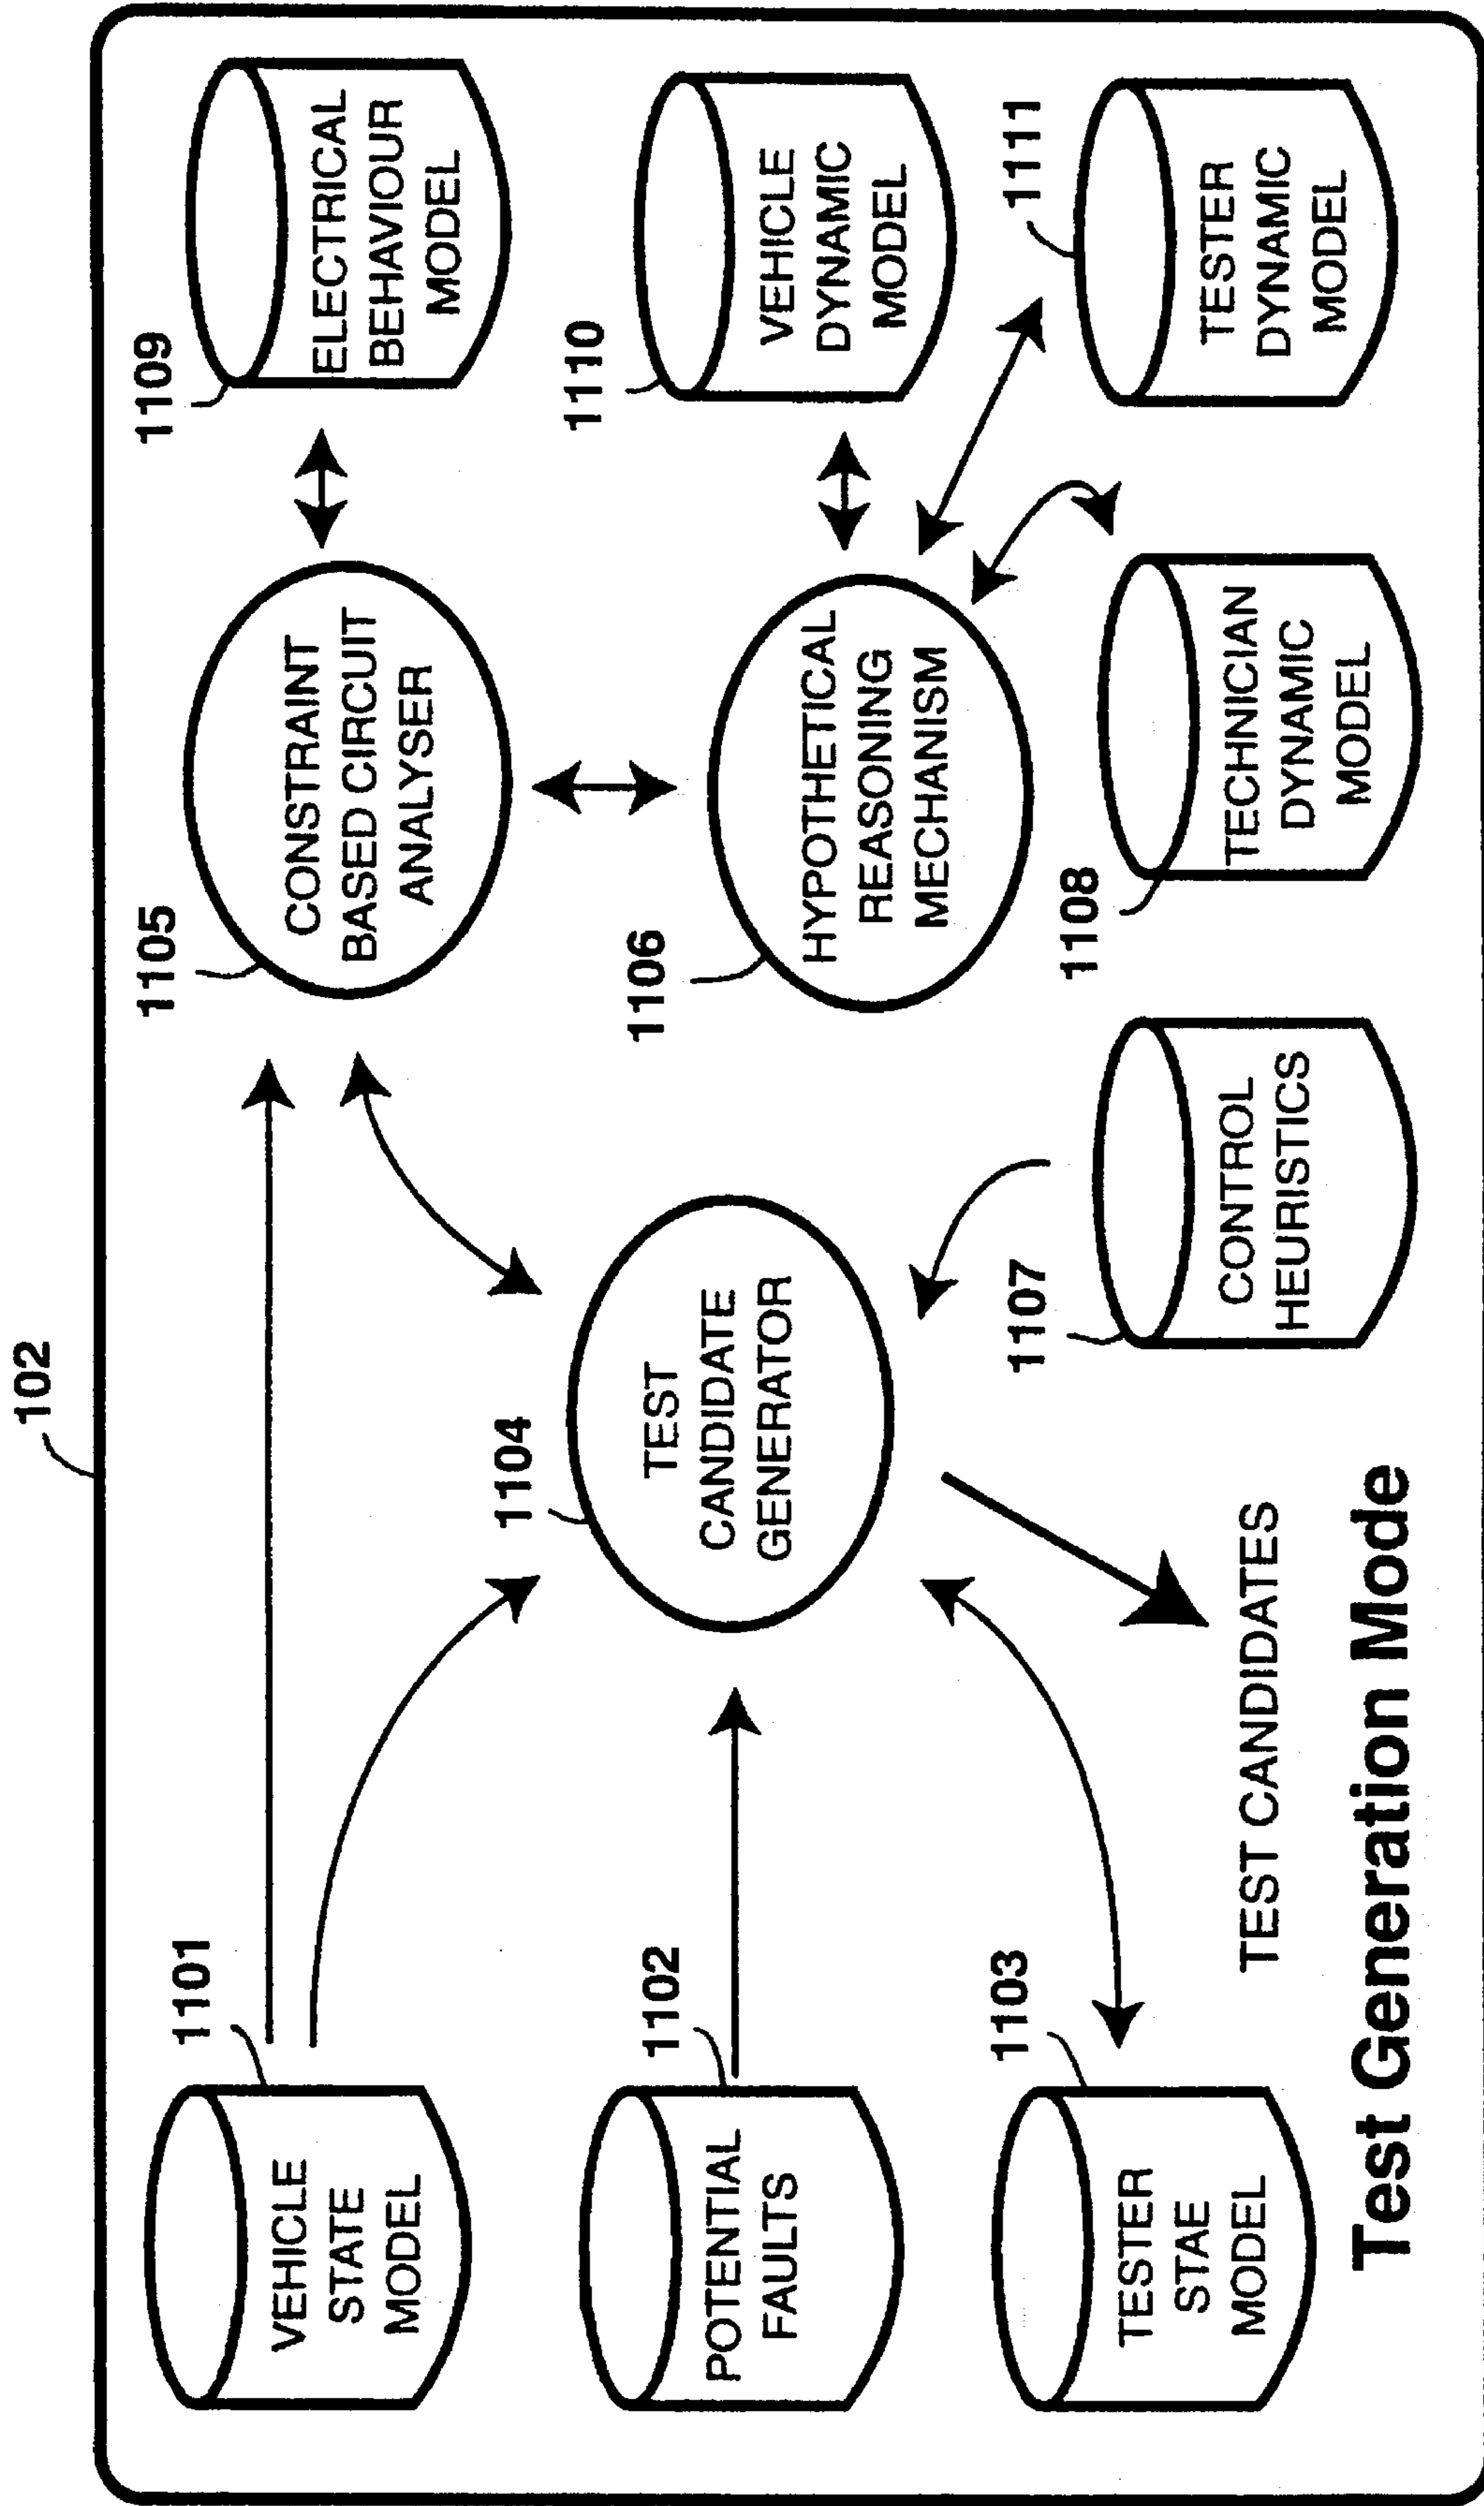 102
1101
VEHICLE
STATE
MODEL
1102
POTENTIAL
FAULTS
1103
TESTER
STAE
MODEL
1104
TEST
CANDIDATE
GENERATOR
TEST CANDIDATES
1105
CONSTRAINT
BASED CIRCUIT
ANALYSER
1106
HYPOTHETICAL
REASONING
MECHANISM
1107
CONTROL
HEURISTICS
1108
TECHNICIAN
DYNAMIC
MODEL
1109
ELECTRICAL
BEHAVIOUR
MODEL
1110
VEHICLE
DYNAMIC
MODEL
1111
TESTER
DYNAMIC
MODEL
Test Generation Mode